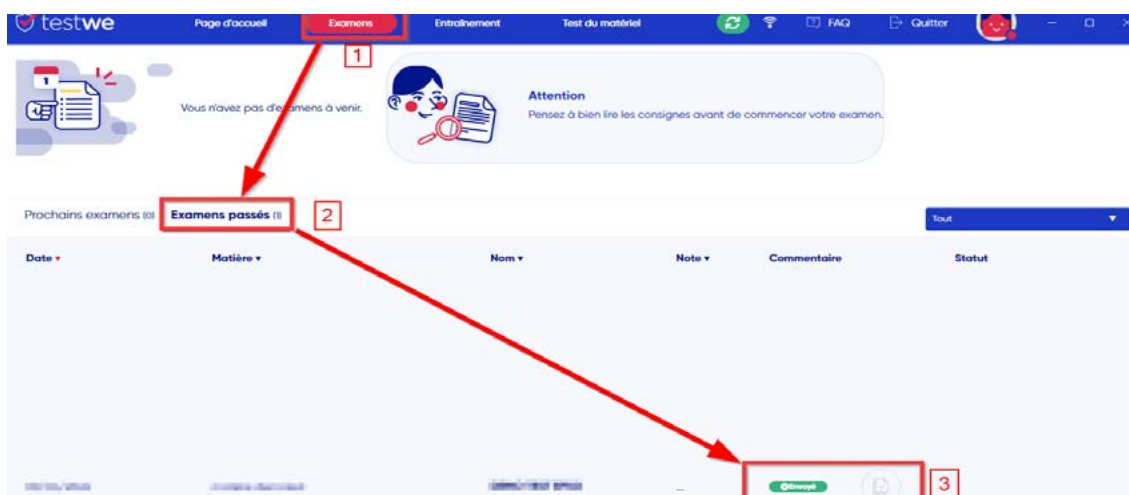 testwe Page d'accueil Examens Entraînement Test du matériel FAQ Quitter
1
1
Vous n'avez pas d'examens à venir.
Attention
Pensez à bien lire les consignes avant de commencer votre examen.
Prochains examens (0) Examens passés (1) 2 Tout
Date Matière Nom Note Commentaire Statut
Envoyé 3